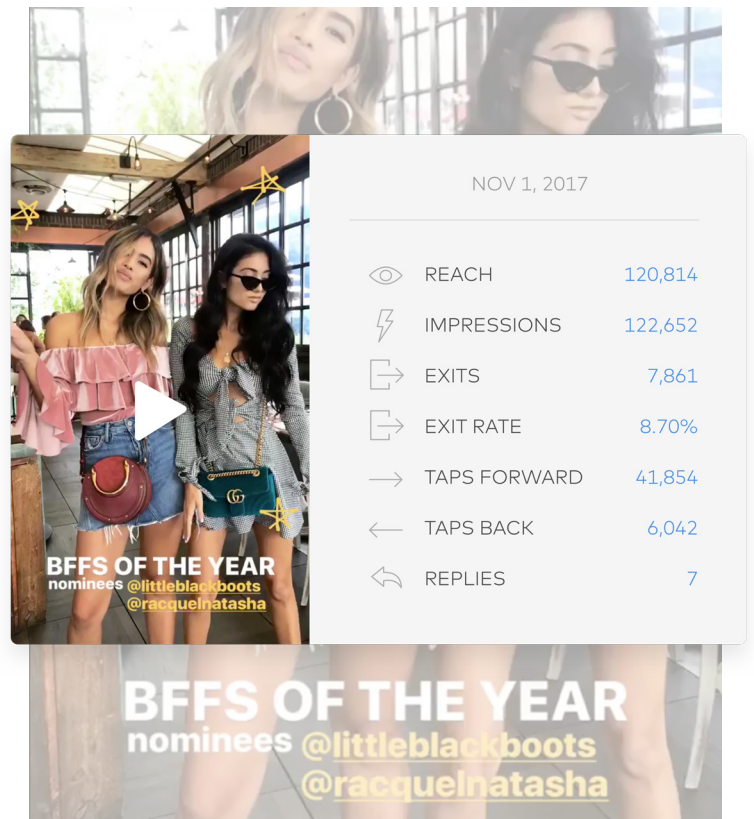 NOV 1, 2017
REACH 120,814
IMPRESSIONS 122,652
EXITS 7,861
EXIT RATE 8.70%
TAPS FORWARD 41,854
TAPS BACK 6,042
REPLIES 7
BFFS OF THE YEAR
nominees @littleblackboots
@racquelnatasha
BFFS OF THE YEAR
nominees @littleblackboots
@racquelnatasha